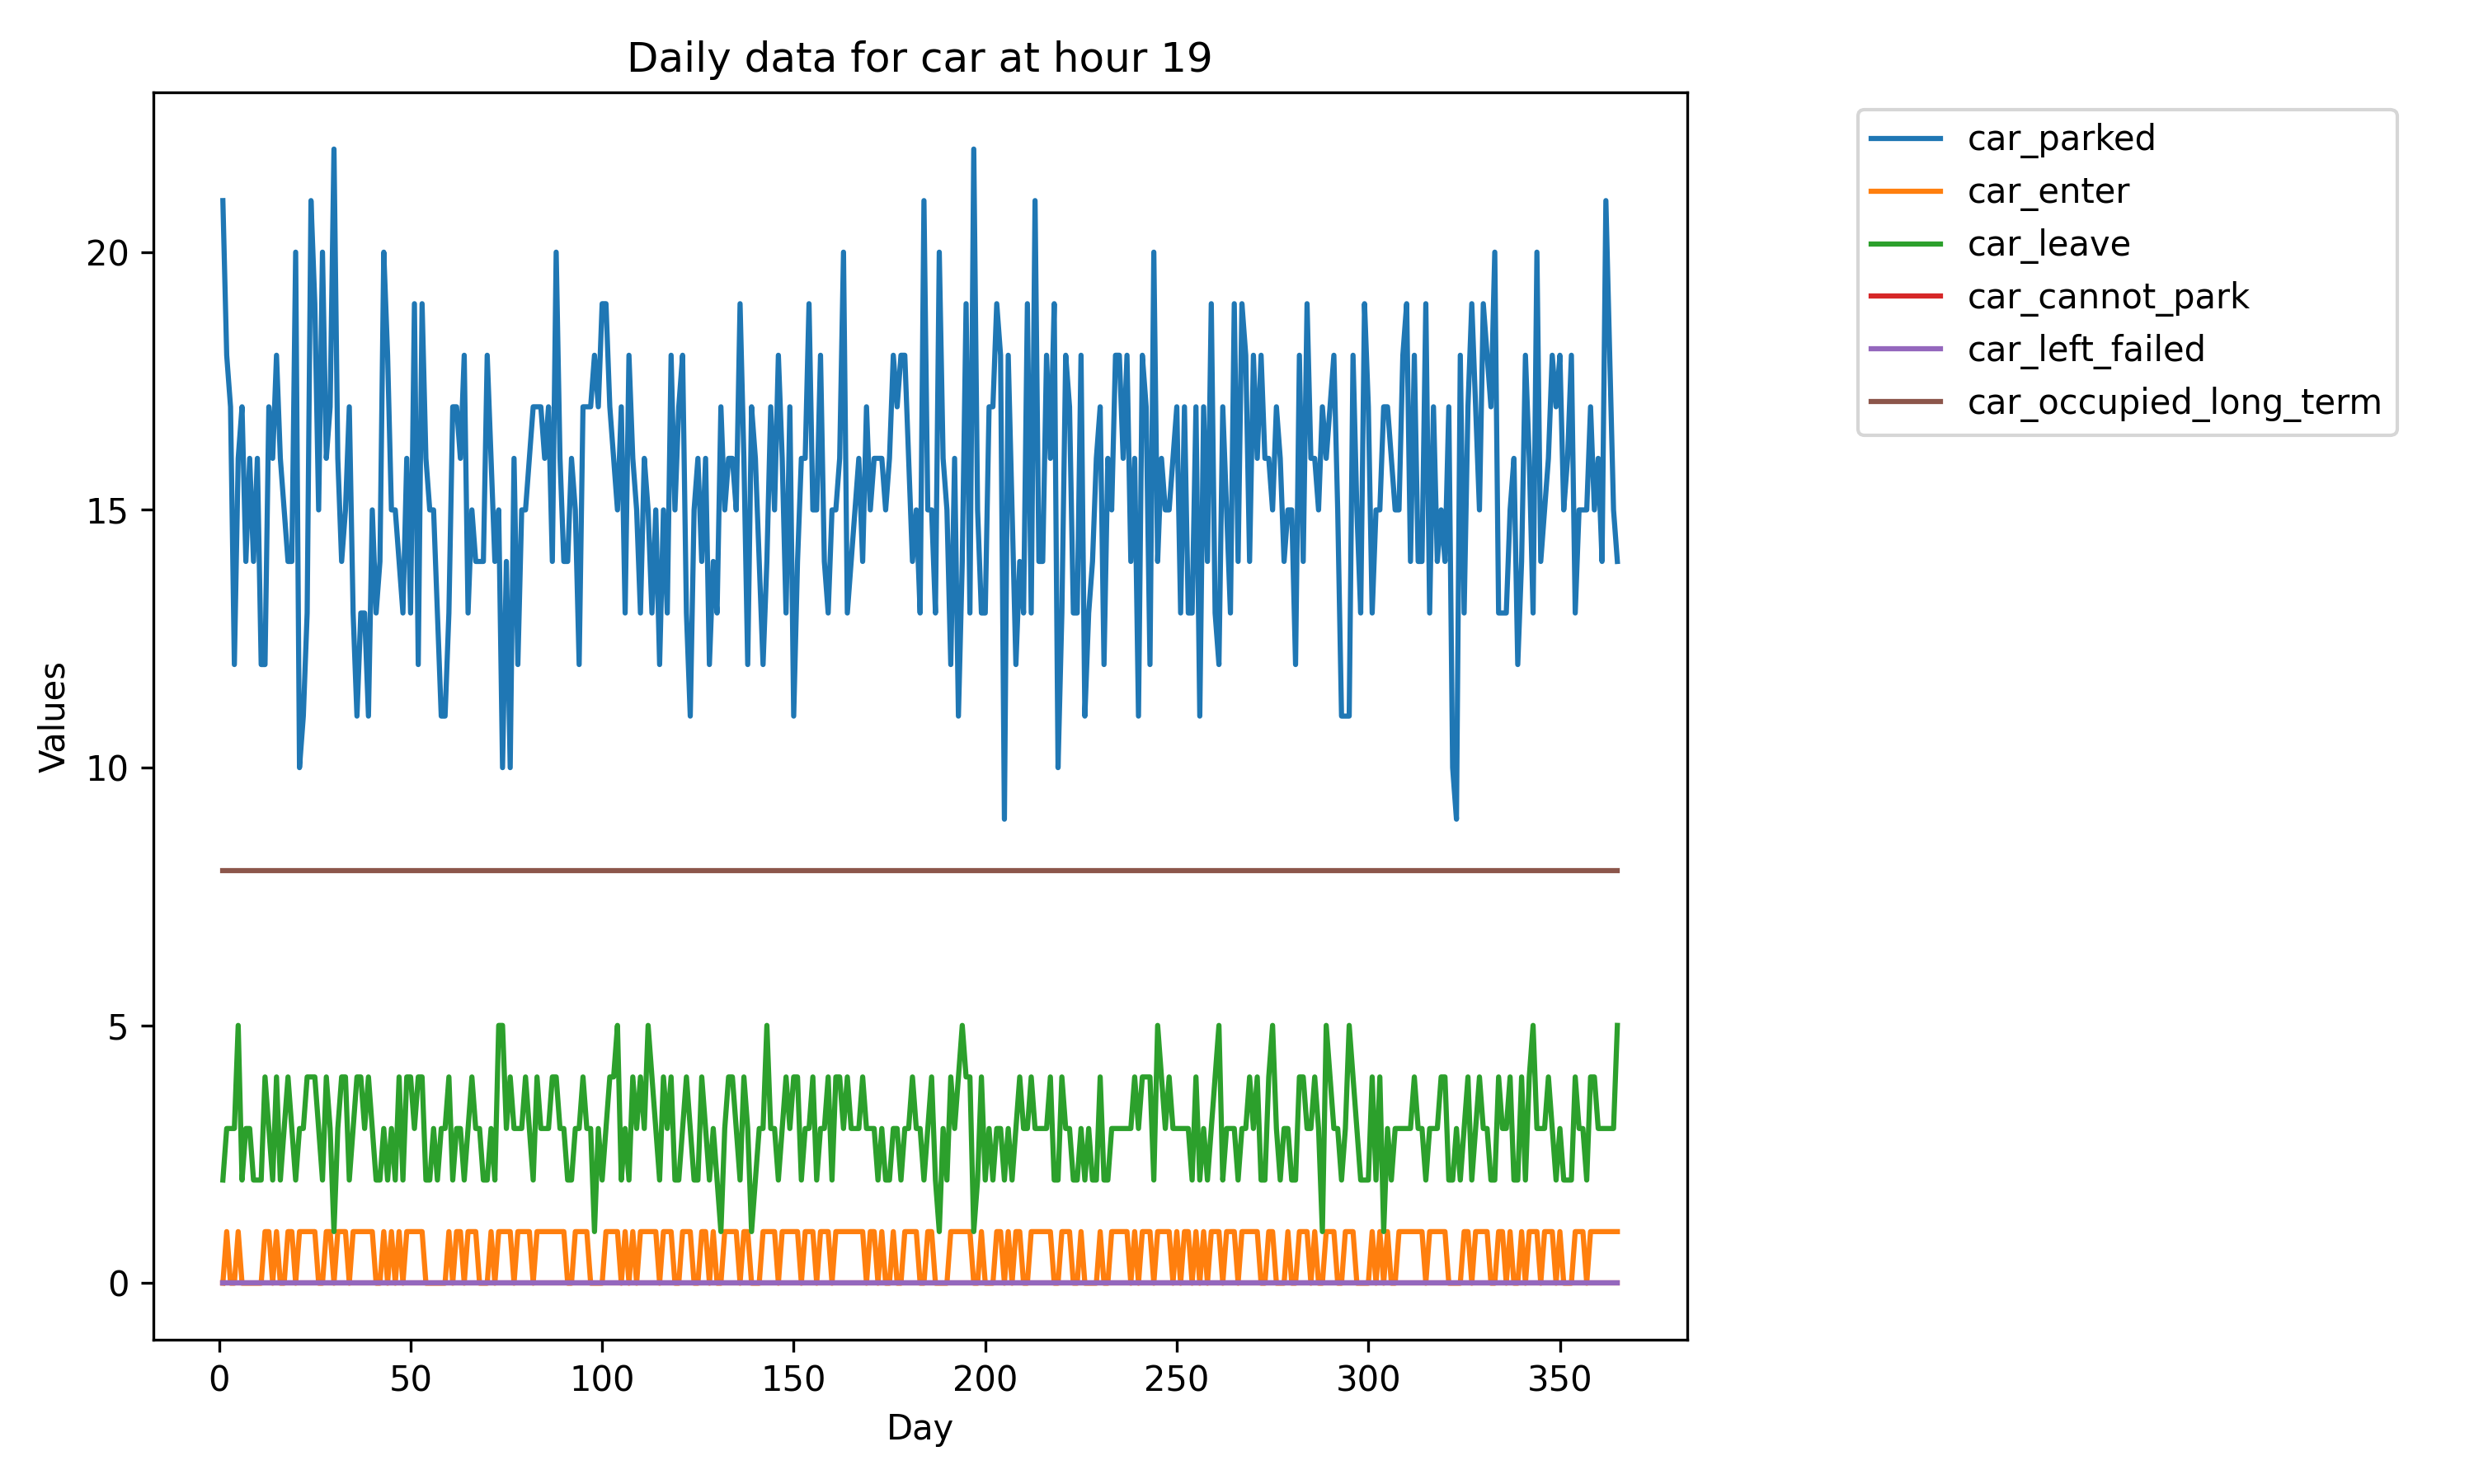 Daily data for car at hour 19
car_parked
car_enter
car_leave
car_cannot_park
car_left_failed
car_occupied_long_term
20
15
10
5
0
Values
0 50 100 150 200 250 300 350
Day